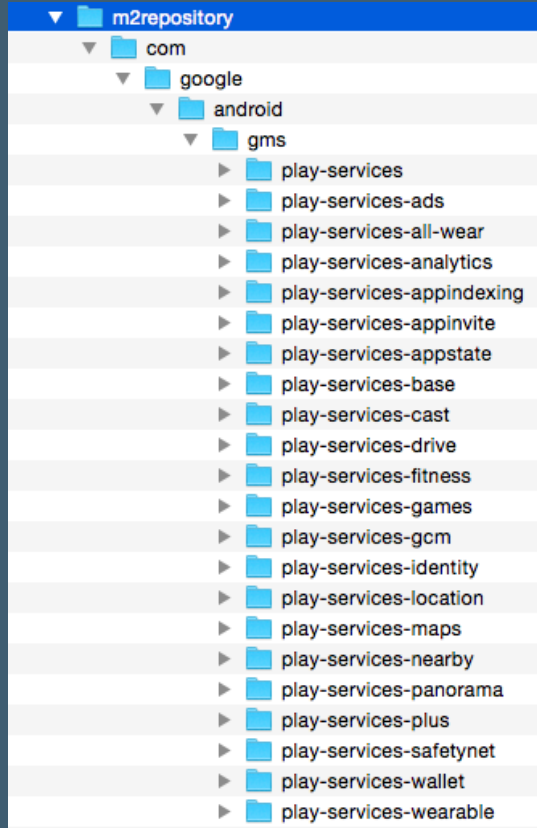 m2repository
com
google
android
gms
play-services
play-services-ads
play-services-all-wear
play-services-analytics
play-services-appindexing
play-services-appinvite
play-services-appstate
play-services-base
play-services-cast
play-services-drive
play-services-fitness
play-services-games
play-services-gcm
play-services-identity
play-services-location
play-services-maps
play-services-nearby
play-services-panorama
play-services-plus
play-services-safetynet
play-services-wallet
play-services-wearable